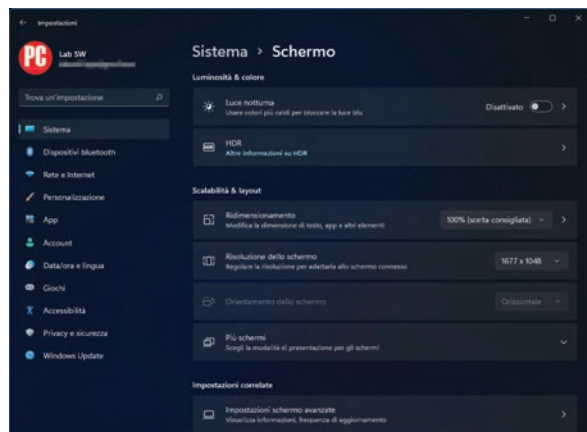 Impostazioni
PC
Lab SW
Trova un'impostazione
Sistema
Dispositivi bluetooth
Rete e Internet
Personalizzazione
App
Account
Data/ora e lingua
Giochi
Accessibilità
Privacy e sicurezza
Windows Update
Sistema > Schermo
Luminosità & colore
Luce notturna
Usare colori più caldi per bloccare la luce blu
Disattivato
HDR
HDR
Altre informazioni su HDR
Scalabilità & layout
Ridimensionamento
Modifica la dimensione di testo, app e altri elementi
100% (scelta consigliata)
Risoluzione dello schermo
Regolare la risoluzione per adattarla allo schermo connesso
1677 x 1048
Orientamento dello schermo
Orizzontale
Più schermi
Scegli la modalità di presentazione per gli schermi
Impostazioni correlate
Impostazioni schermo avanzate
Visualizza informazioni, frequenza di aggiornamento